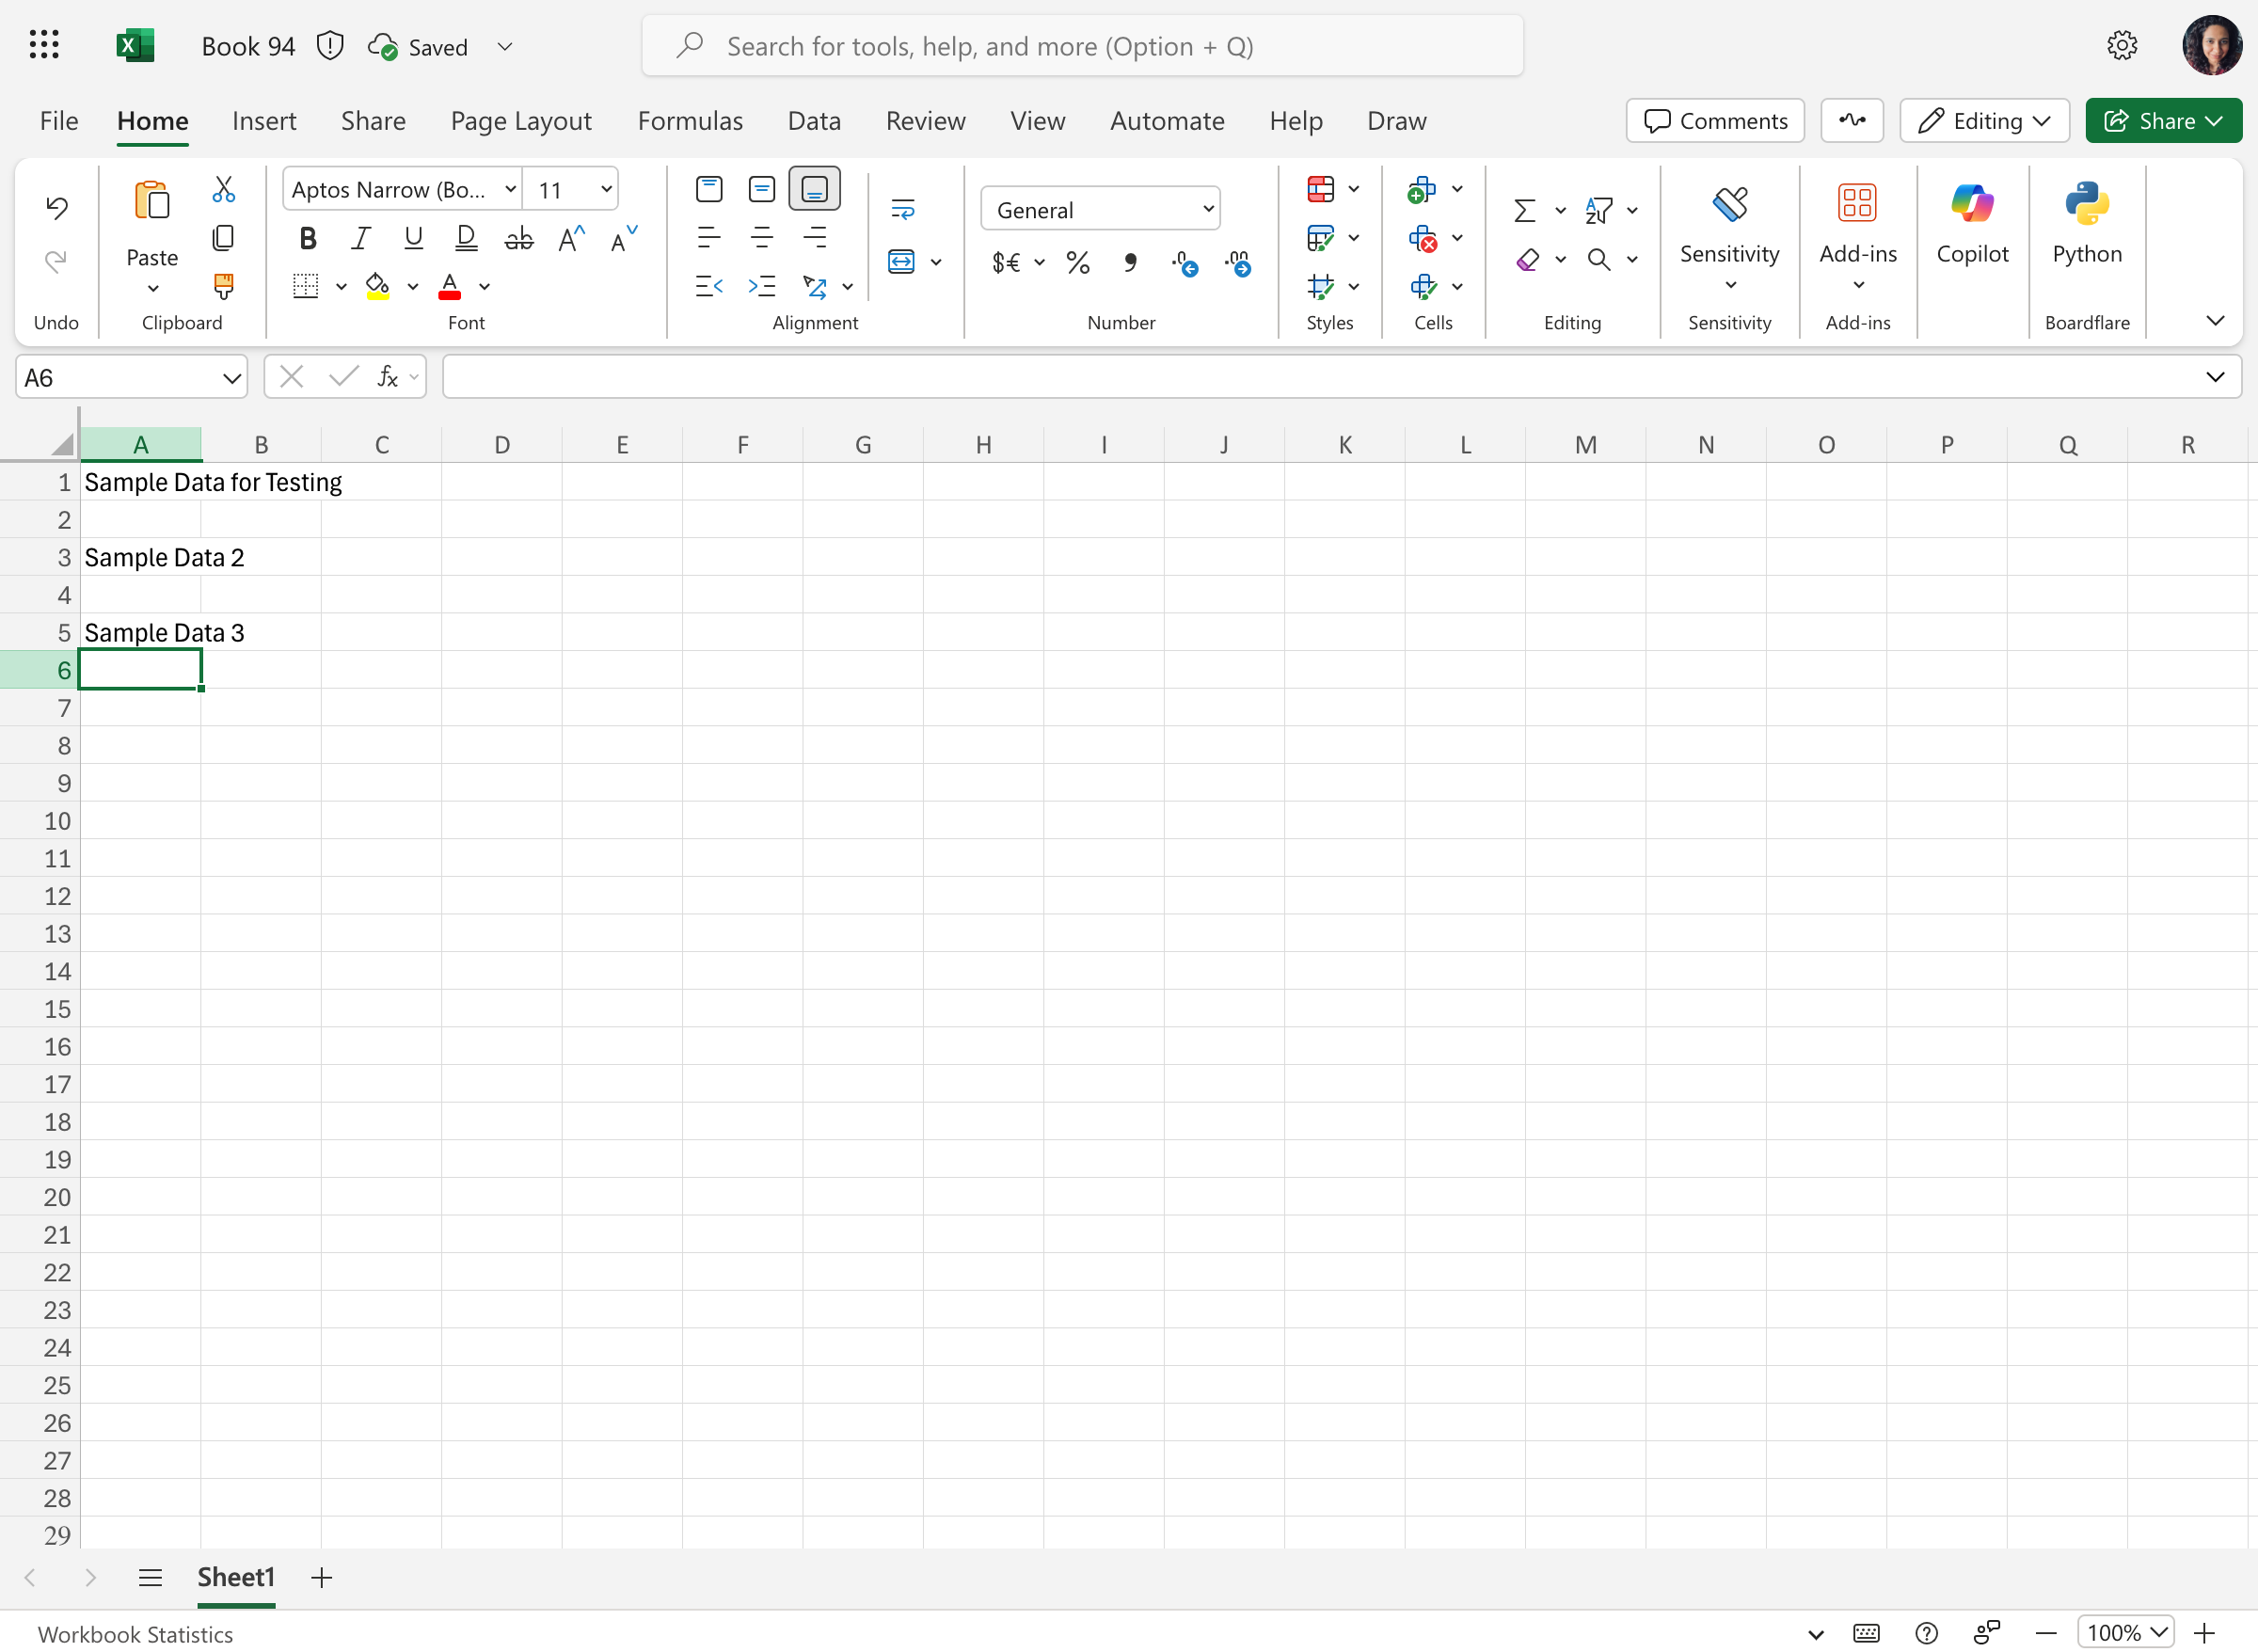 Book 94 Saved Search for tools, help, and more (Option + Q)
File Home Insert Share Page Layout Formulas Data Review View Automate Help Draw Comments Editing Share
Aptos Narrow (Bo... 11
General
Paste Sensitivity Add-ins Copilot Python
Undo Clipboard Font Alignment Number Styles Cells Editing Sensitivity Add-ins Boardflare
A6 fx
A B C D E F G H I J K L M N O P Q R
1 Sample Data for Testing
2
3 Sample Data 2
4
5 Sample Data 3
6
7
8
9
10
11
12
13
14
15
16
17
18
19
20
21
22
23
24
25
26
27
28
29
Sheet1
Workbook Statistics 100%